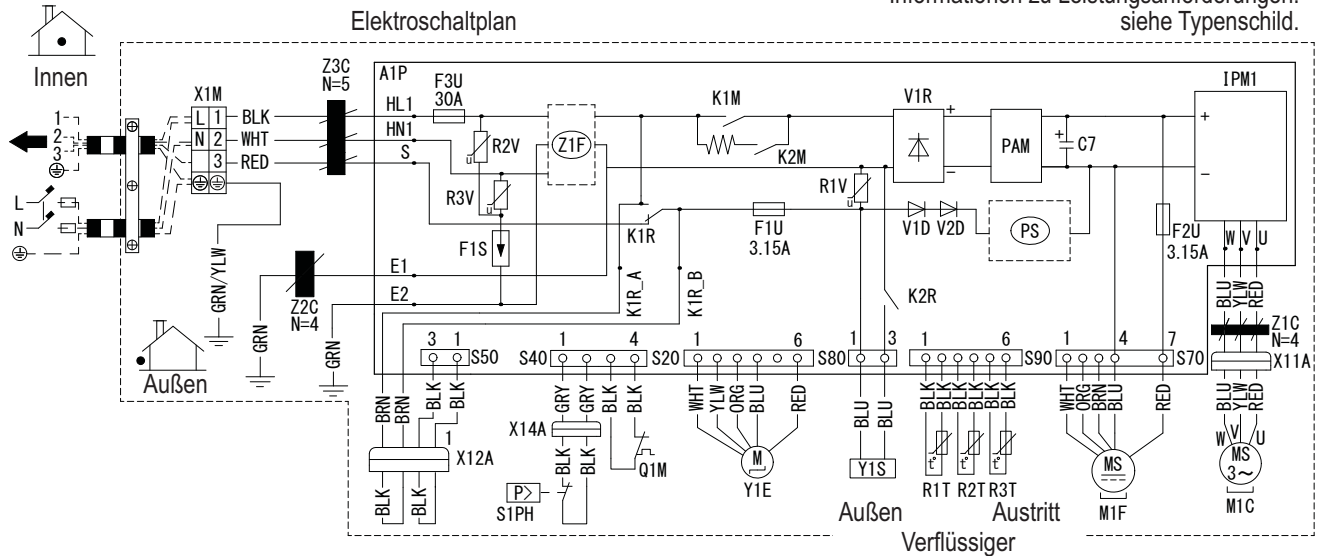 Informationen zu Leistungsanforderungen:
Elektroschaltplan
siehe Typenschild.
Innen
Z3C
N=5
A1P
F3U
30A
K1M
V1R
IPM1
X1M
L 1 BLK
N 2 WHT
3 RED
HL1
HN1
S
R2V
Z1F
K2M
+
−
PAM
+
C7
+
−
1
2
3
L
N
R3V
u
u
F1S
K1R
F1U
3.15A
R1V
u
V1D
V2D
PS
F2U
3.15A
W
V
U
GRN/YLW
Z2C
N=4
E1
E2
K1R_A
K1R_B
K2R
BLU
YLW
RED
Z1C
N=4
X11A
GRN
GRN
Außen
3 1 S50
S40 1 4
S20 1 6
S80 1 3
1 6 S90
1 4 7 S70
BRN
BRN
BLK
BLK
GRY
GRY
BLK
BLK
WHT
YLW
ORG
BLU
RED
BLU
BLU
BLK
BLK
BLK
BLK
BLK
BLK
WHT
ORG
BRN
BLU
RED
BLU
YLW
RED
1
X12A
X14A
BLK
BLK
BLK
BLK
BLK
BLK
P>
S1PH
Q1M
M
Y1E
Y1S
t°
t°
t°
R1T
R2T
R3T
MS
M1F
W
V
U
MS
3~
M1C
Außen
Austritt
Verflüssiger